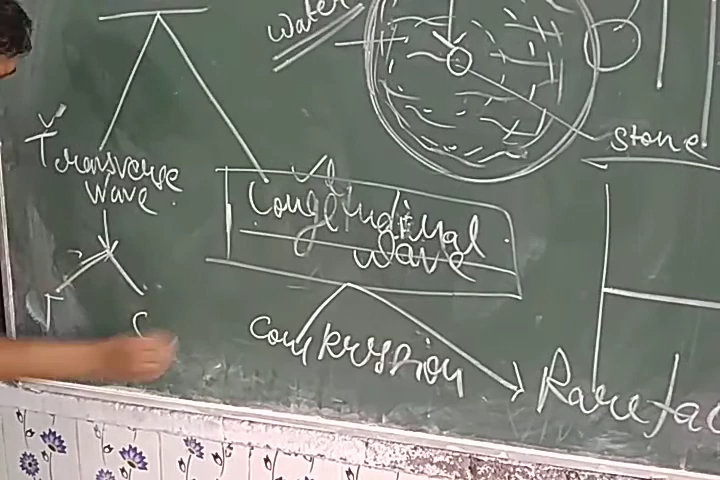 water
stone
Transverse
wave.
Longitudinal
wave
Compression
Rarefac